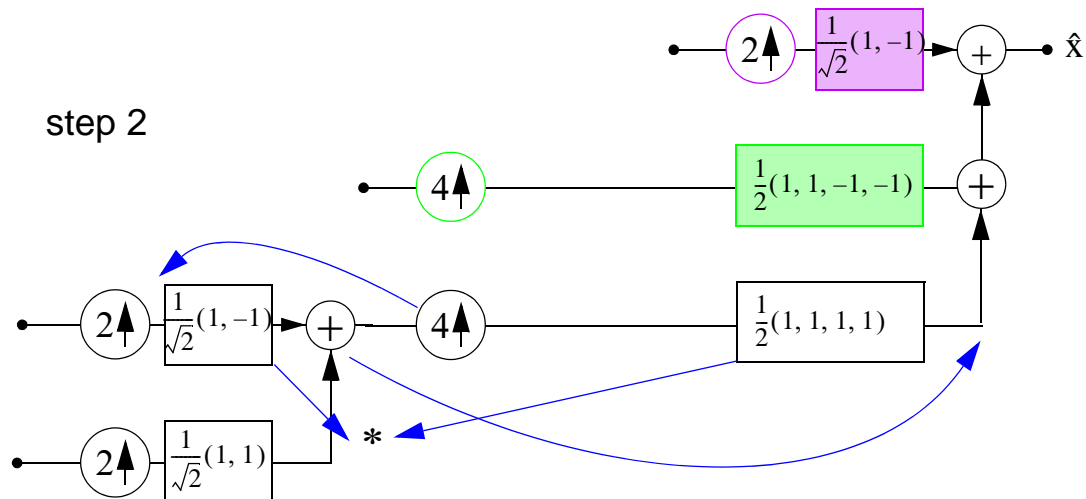 2 1/√2 (1, –1) + x̂
step 2
4 1/2 (1, 1, –1, –1) +
2 1/√2 (1, –1) + 4 1/2 (1, 1, 1, 1)
*
2 1/√2 (1, 1)